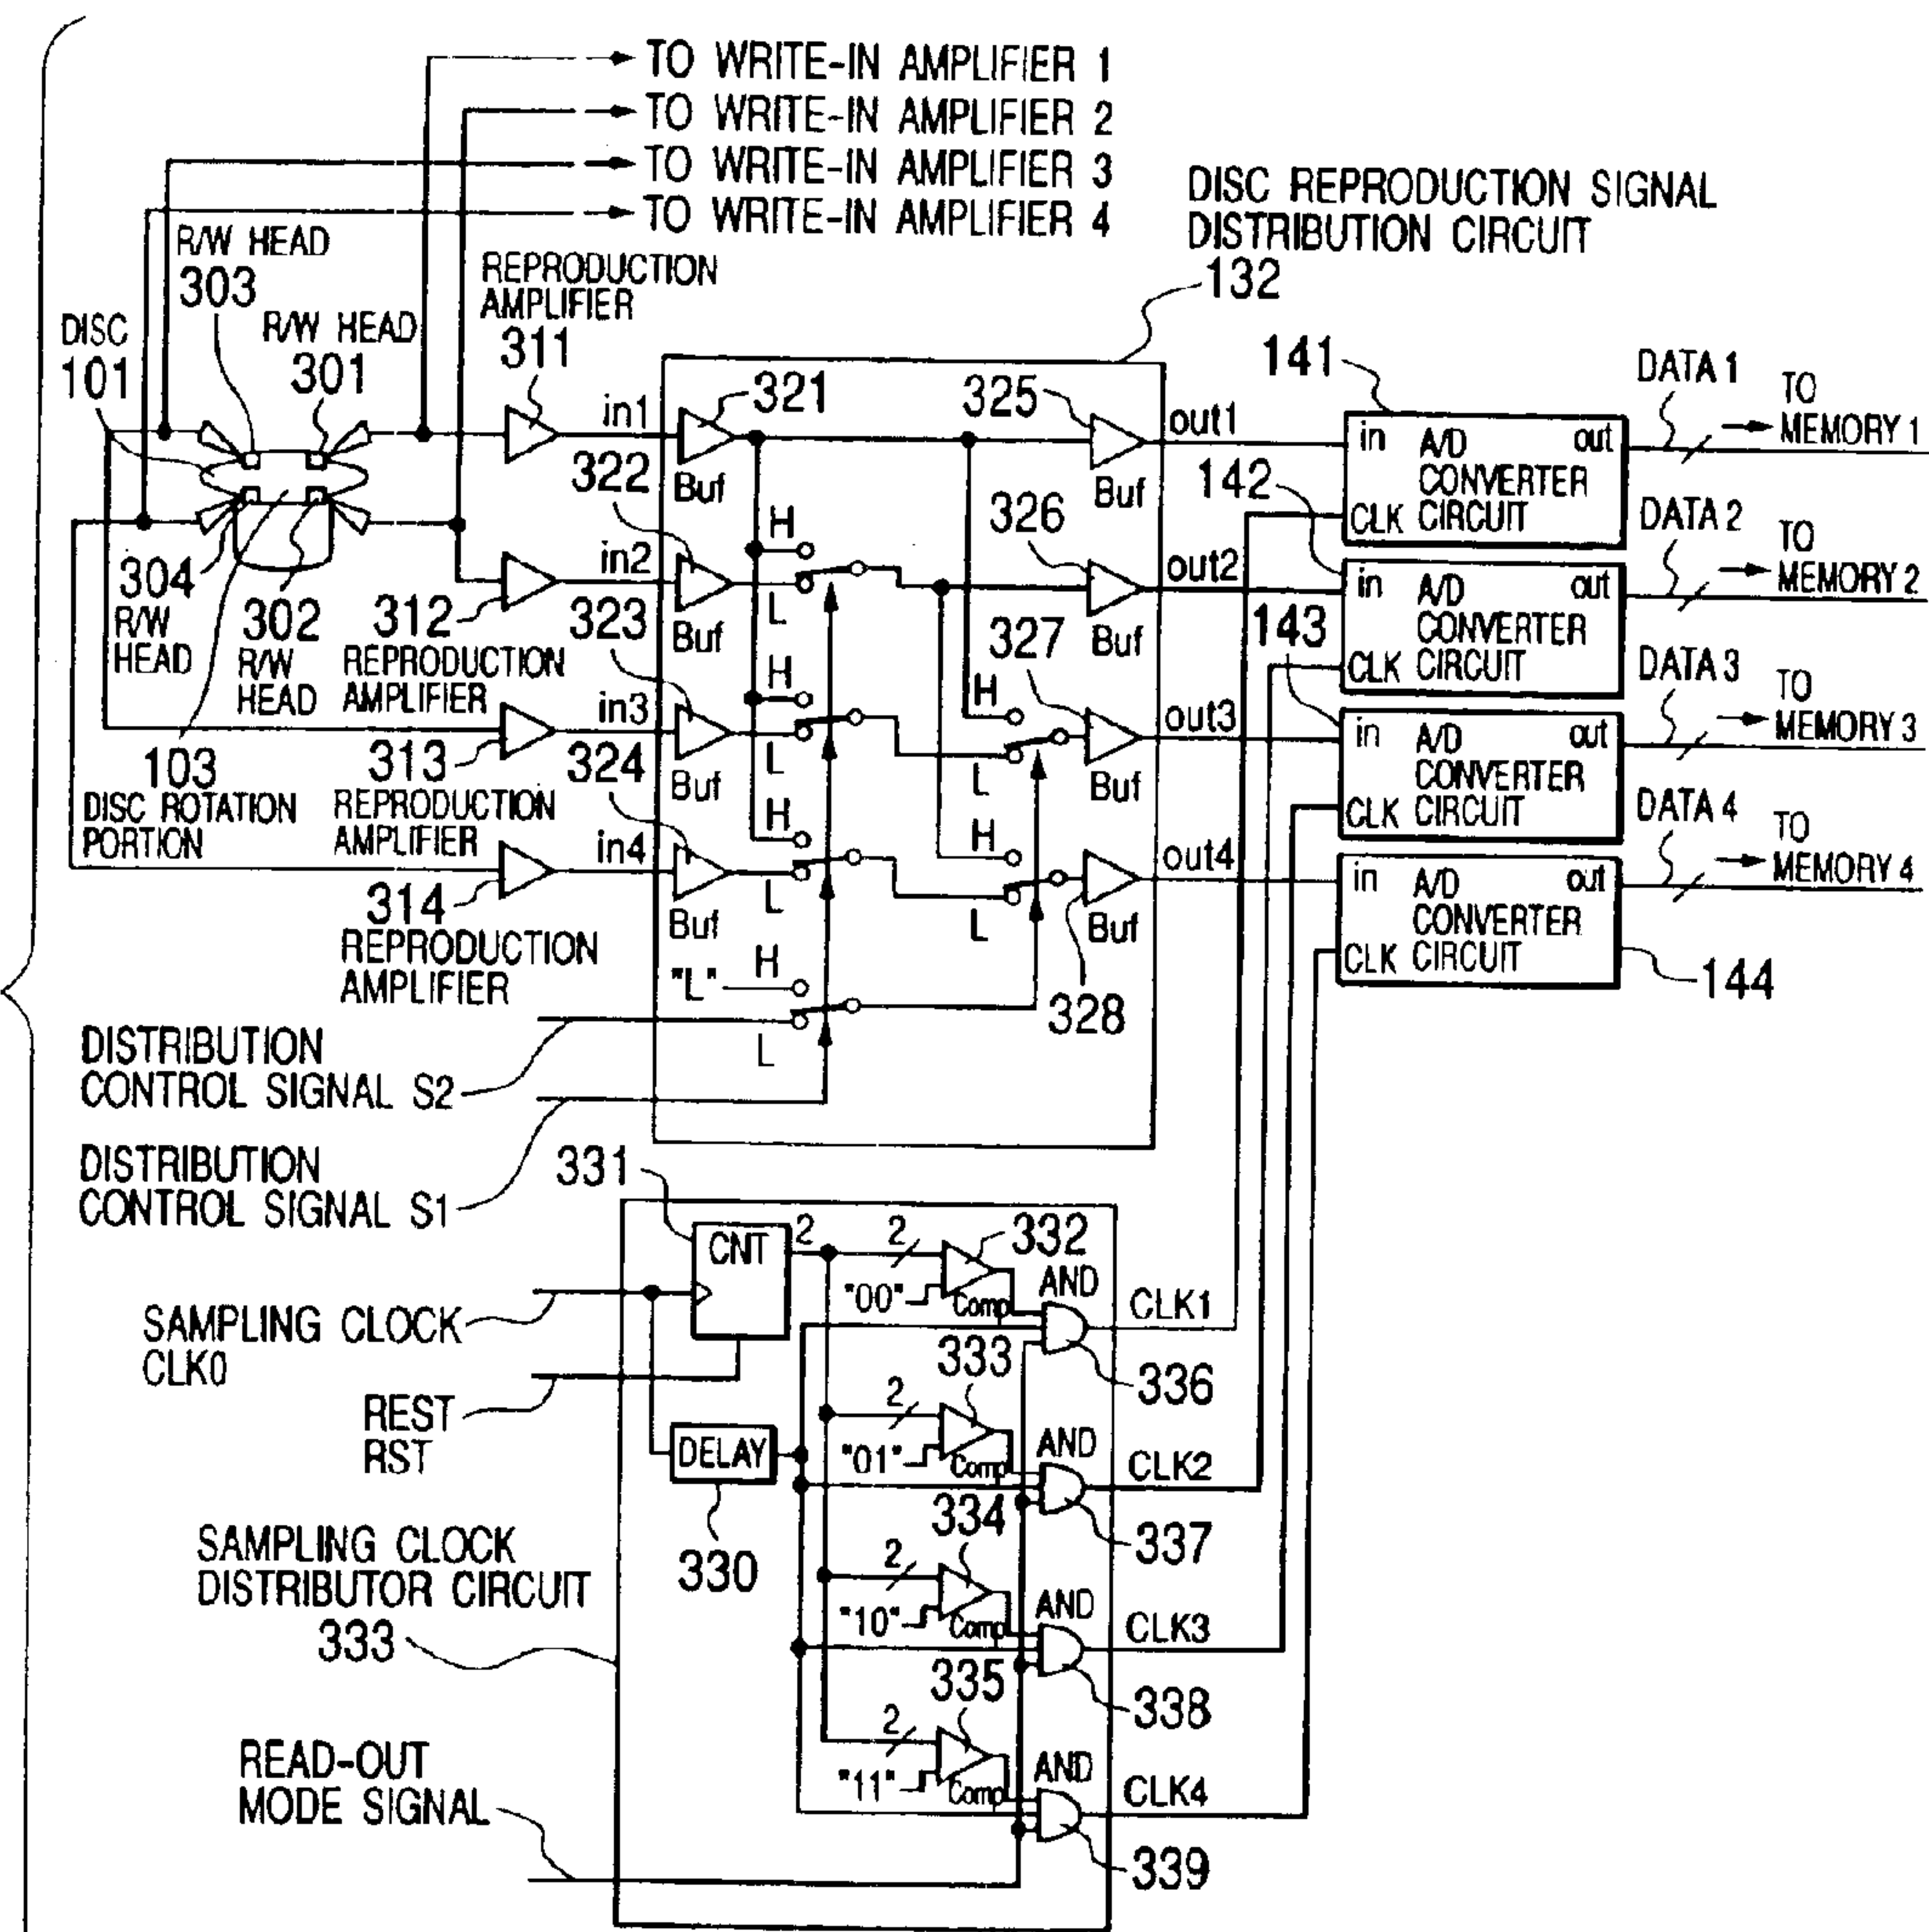 TO WRITE-IN AMPLIFIER 1
TO WRITE-IN AMPLIFIER 2
TO WRITE-IN AMPLIFIER 3
TO WRITE-IN AMPLIFIER 4
DISC REPRODUCTION SIGNAL
DISTRIBUTION CIRCUIT
132
R/W HEAD
303
REPRODUCTION
AMPLIFIER
311
DISC
101
R/W HEAD
301
in1
321
Buf
325
Buf
out1
141
in A/D out
CONVERTER
CLK CIRCUIT
DATA 1
TO
MEMORY 1
322
in2
Buf
H
L
326
Buf
out2
142
in A/D out
CONVERTER
CLK CIRCUIT
DATA 2
TO
MEMORY 2
304
R/W
HEAD
302
R/W
HEAD
312
REPRODUCTION
AMPLIFIER
323
in3
Buf
H
L
327
H
L
Buf
out3
143
in A/D out
CONVERTER
CLK CIRCUIT
DATA 3
TO
MEMORY 3
103
DISC ROTATION
PORTION
313
REPRODUCTION
AMPLIFIER
324
in4
Buf
H
L
H
L
Buf
328
out4
in A/D out
CONVERTER
CLK CIRCUIT
144
DATA 4
TO
MEMORY 4
314
REPRODUCTION
AMPLIFIER
"L"
H
L
DISTRIBUTION
CONTROL SIGNAL S2
DISTRIBUTION
CONTROL SIGNAL S1
331
CNT
2
2
332
"00"
Comp
AND
CLK1
336
SAMPLING CLOCK
CLK0
REST
RST
DELAY
330
2
333
"01"
Comp
AND
CLK2
337
SAMPLING CLOCK
DISTRIBUTOR CIRCUIT
333
2
334
"10"
Comp
AND
CLK3
338
2
335
"11"
Comp
AND
CLK4
339
READ-OUT
MODE SIGNAL